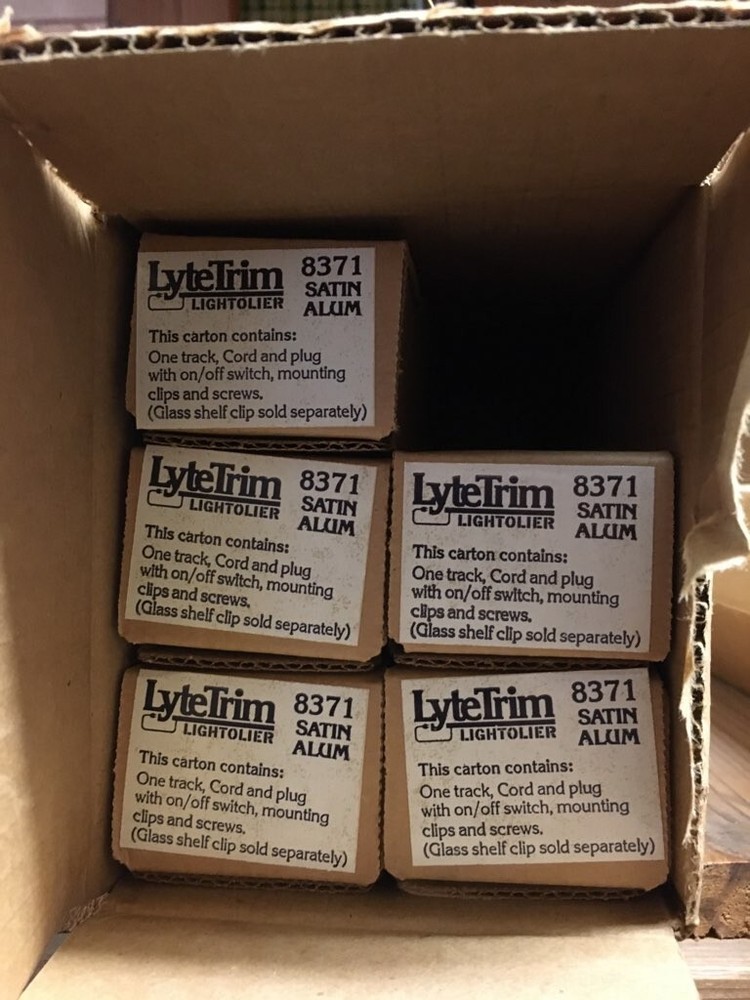 LyteTrim 8371
LIGHTOLIER SATIN
ALUM
This carton contains:
One track, Cord and plug
with on/off switch, mounting
clips and screws.
(Glass shelf clip sold separately)
LyteTrim 8371
LIGHTOLIER SATIN
ALUM
This carton contains:
One track, Cord and plug
with on/off switch, mounting
clips and screws.
(Glass shelf clip sold separately)
LyteTrim 8371
LIGHTOLIER SATIN
ALUM
This carton contains:
One track, Cord and plug
with on/off switch, mounting
clips and screws.
(Glass shelf clip sold separately)
LyteTrim 8371
LIGHTOLIER SATIN
ALUM
This carton contains:
One track, Cord and plug
with on/off switch, mounting
clips and screws.
(Glass shelf clip sold separately)
LyteTrim 8371
LIGHTOLIER SATIN
ALUM
This carton contains:
One track, Cord and plug
with on/off switch, mounting
clips and screws.
(Glass shelf clip sold separately)